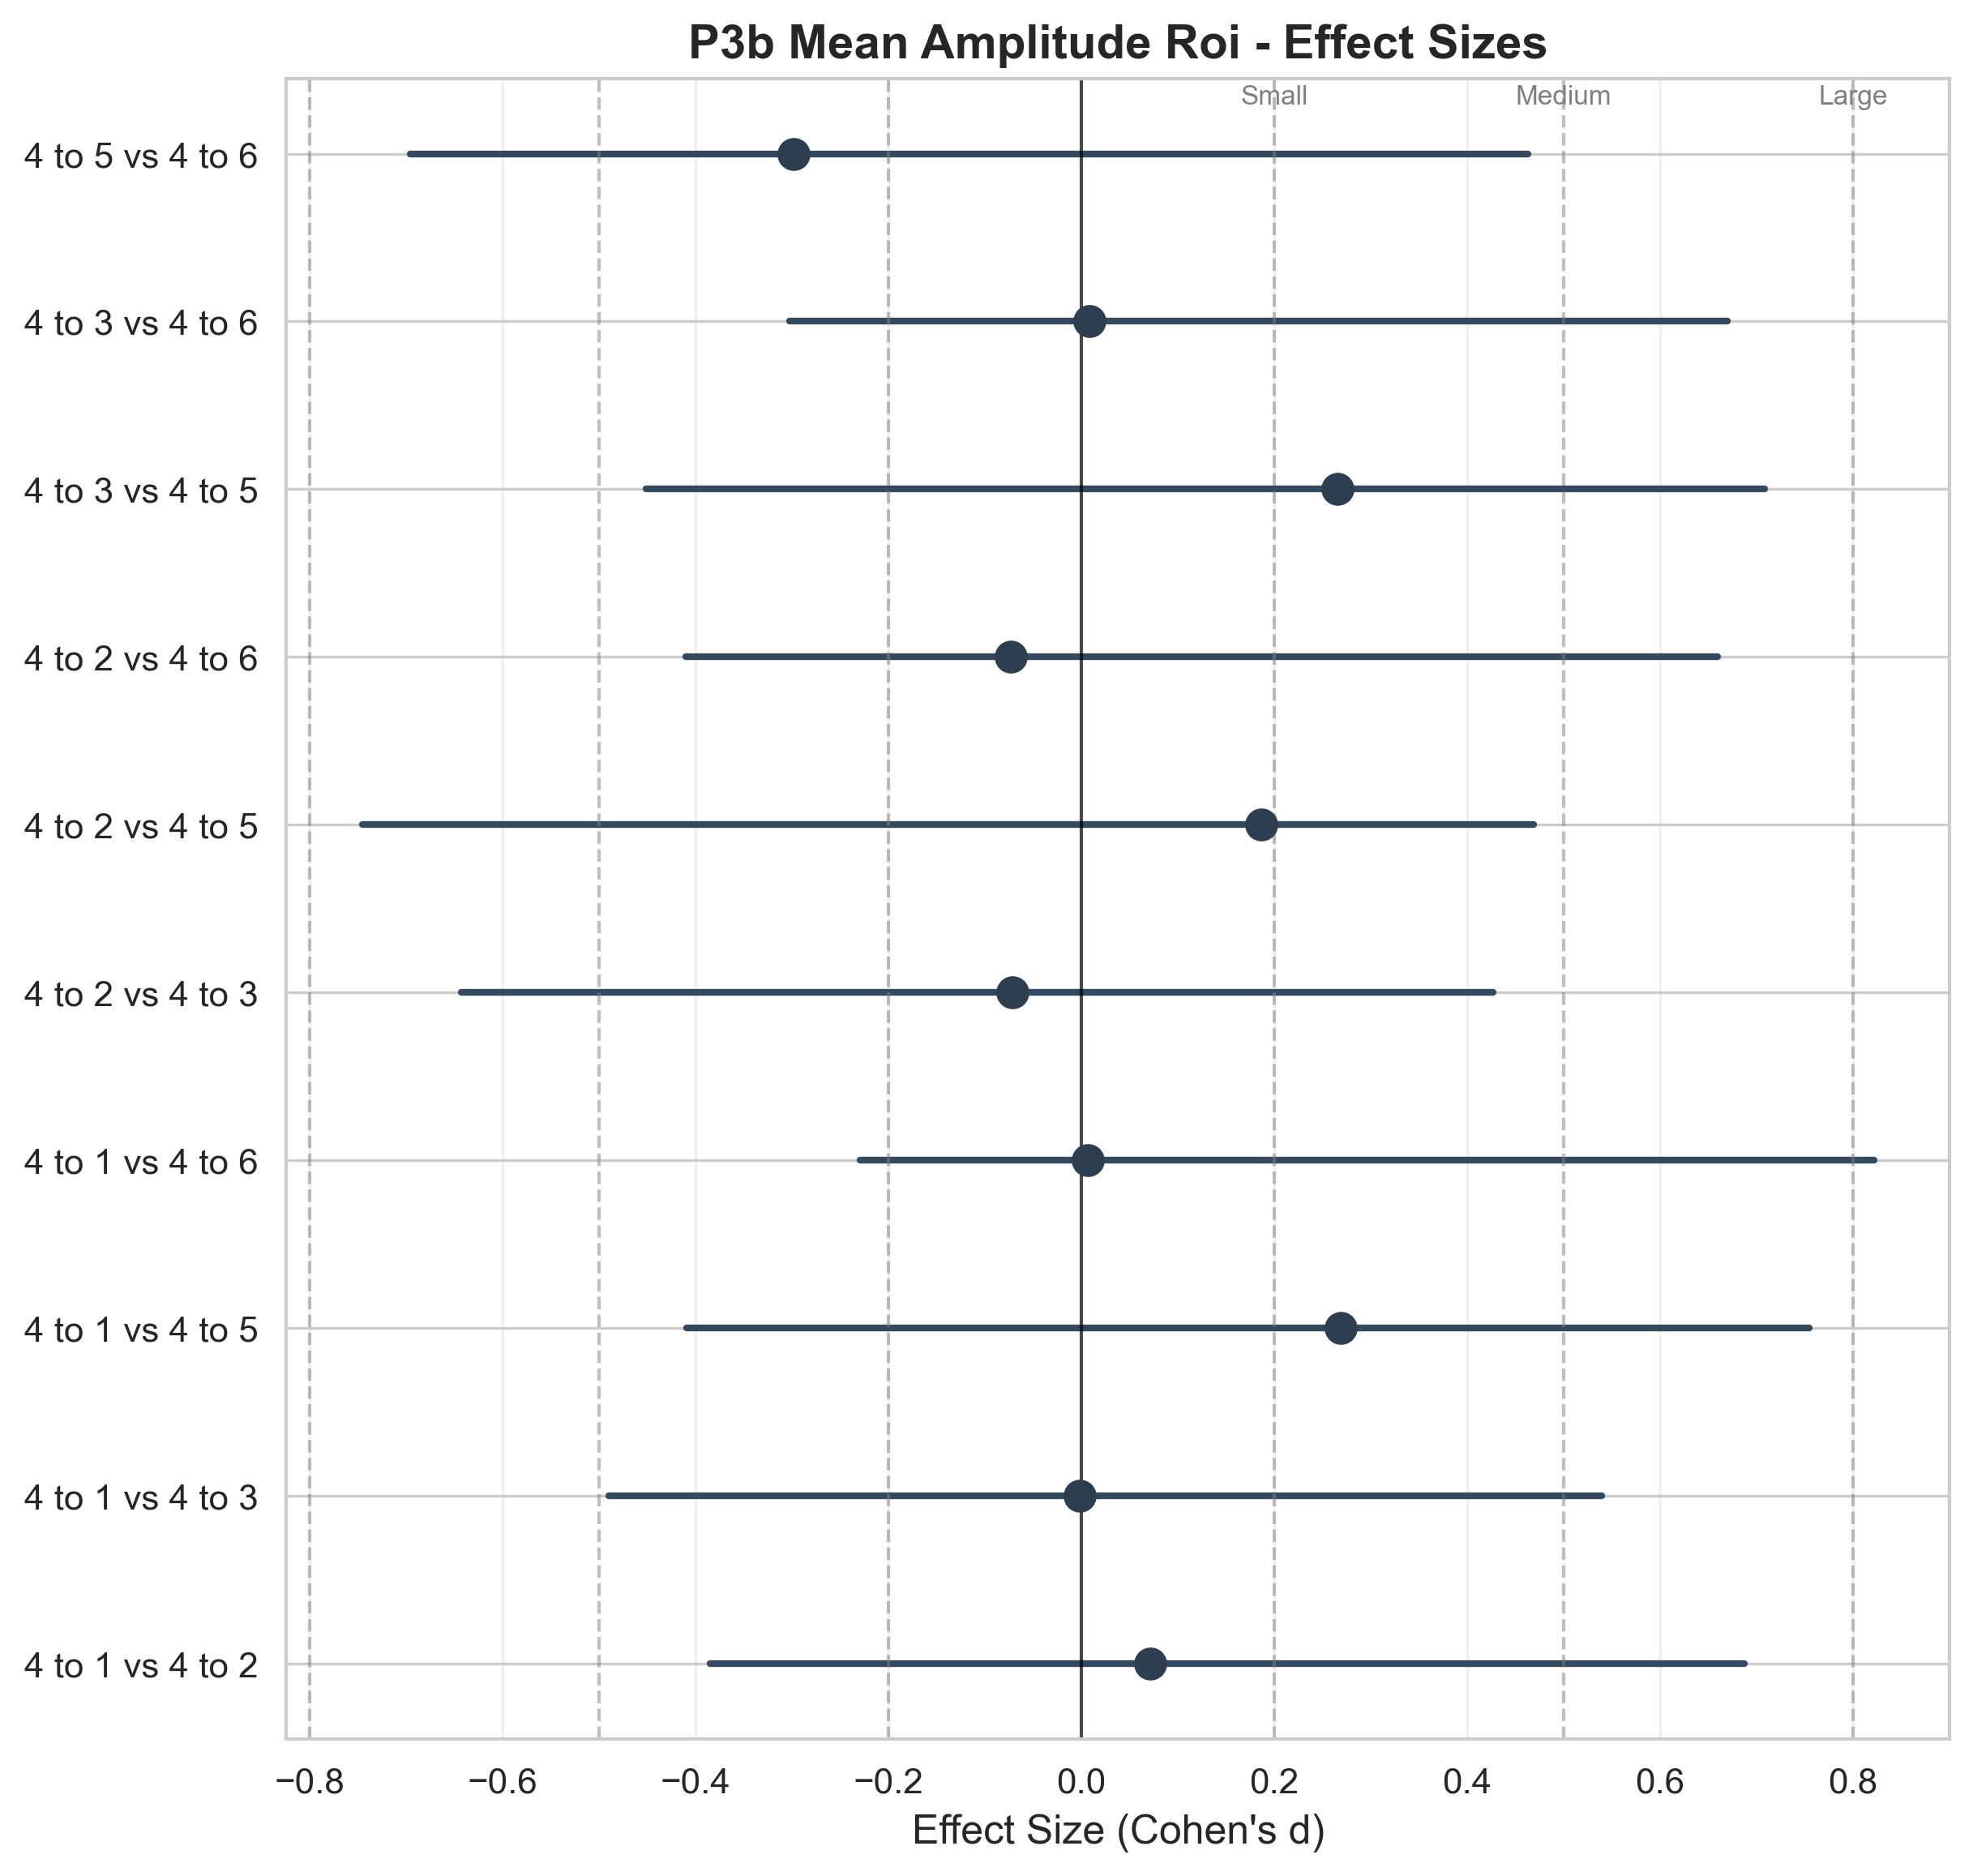 P3b Mean Amplitude Roi - Effect Sizes
Small Medium Large
4 to 5 vs 4 to 6
4 to 3 vs 4 to 6
4 to 3 vs 4 to 5
4 to 2 vs 4 to 6
4 to 2 vs 4 to 5
4 to 2 vs 4 to 3
4 to 1 vs 4 to 6
4 to 1 vs 4 to 5
4 to 1 vs 4 to 3
4 to 1 vs 4 to 2
−0.8 −0.6 −0.4 −0.2 0.0 0.2 0.4 0.6 0.8
Effect Size (Cohen's d)